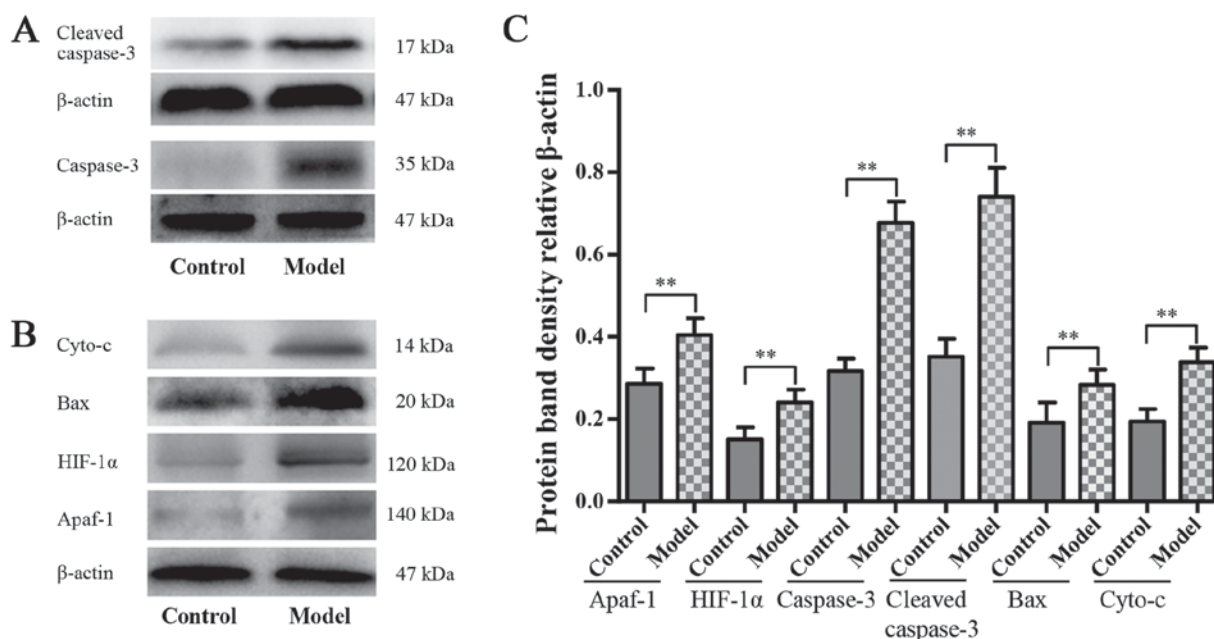 A
Cleaved
caspase-3
17 kDa
β-actin
47 kDa
Caspase-3
35 kDa
β-actin
47 kDa
Control Model
B
Cyto-c
14 kDa
Bax
20 kDa
HIF-1α
120 kDa
Apaf-1
140 kDa
β-actin
47 kDa
Control Model
C
Protein band density relative β-actin
1.0
0.8
0.6
0.4
0.2
0.0
**
**
**
**
**
**
Control Model Control Model Control Model Control Model Control Model Control Model
Apaf-1 HIF-1α Caspase-3 Cleaved Bax Cyto-c
caspase-3